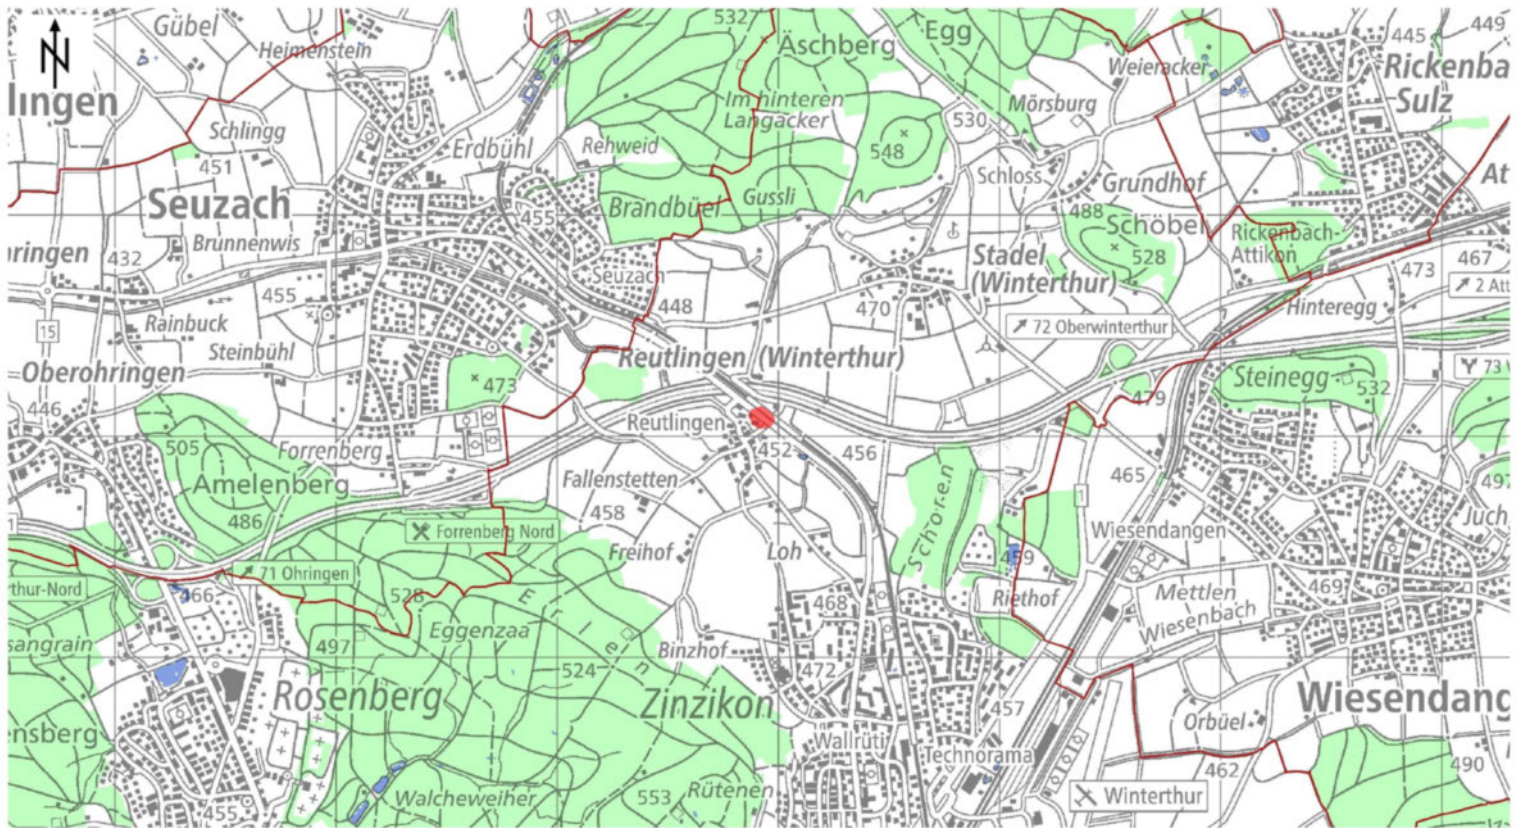 N
Gübel
Heimenstein
532
Äschberg
Egg
449
445
Weieracker
Rickenba
Sulz
lingen
Im hinteren
Langacker
Mörsburg
530
Schlingg
451
Erdbühl
Rehweid
548
Schloss
Grundhof
At
Seuzach
455
Brandbüel
Güssli
488
Schöbel
528
Rickenbach-
Attikon
Brunnenwis
432
Stadel
(Winterthur)
467
473
2 Att
455
Seuzach
448
470
Hinteregg
15
Rainbuck
Steinbühl
72 Oberwinterthur
Oberohringen
Reutlingen (Winterthur)
473
Steinegg
532
73
479
446
Reutlingen
505
Forrenberg
452
456
465
Amelenberg
Fallenstetten
Schoren
1
497
486
458
Forrenberg Nord
Freihof
Loh
Wiesendangen
Juch
459
71 Ohringen
rthur-Nord
466
528
Erlen
468
Riethof
Mettlen
469
Wiesenbach
sangrain
497
Eggenzaa
Binzhof
524
472
Rosenberg
Zinzikon
457
Wiesendang
Orbüel
ensberg
Wallrüti
Technorama
462
490
455
Walcheweiher
553
Rütenen
Winterthur